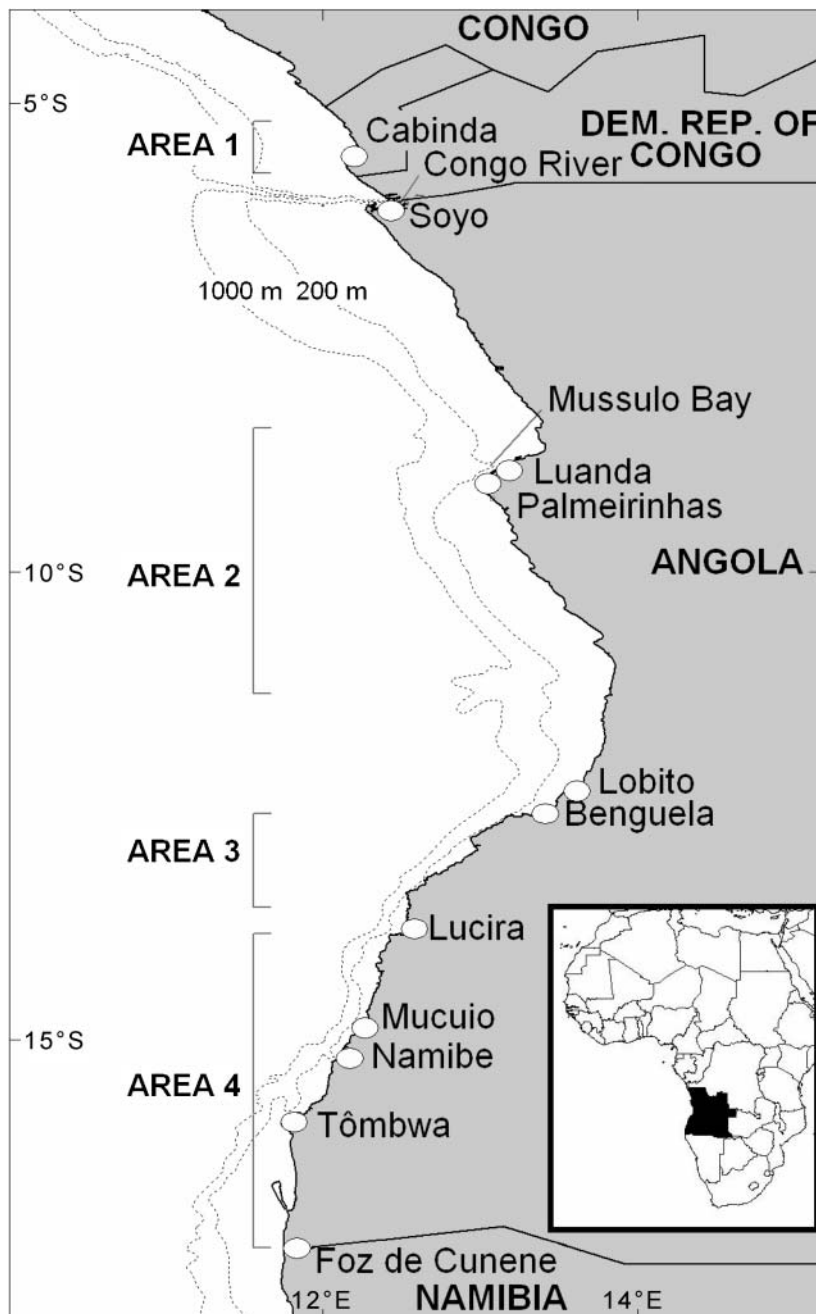 CONGO
5°S
AREA 1
Cabinda
DEM. REP. OF
CONGO
Congo River
Soyo
1000 m 200 m
Mussulo Bay
Luanda
Palmeirinhas
10°S
AREA 2
ANGOLA
Lobito
Benguela
AREA 3
Lucira
Mucuio
15°S
Namibe
AREA 4
Tômbwa
Foz de Cunene
NAMIBIA
12°E
14°E